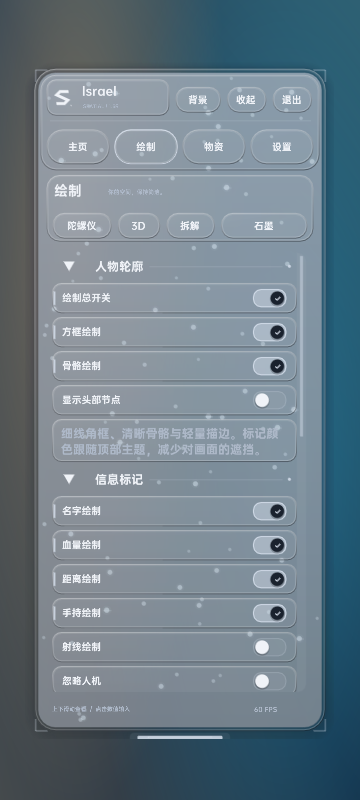 Israel
背景
收起
退出
主页
绘制
物资
设置
绘制
陀螺仪
3D
拆解
石墨
人物轮廓
绘制总开关
方框绘制
骨骼绘制
显示头部节点
细线角框、清晰骨骼与轻量描边。标记颜
色跟随顶部主题，减少对画面的遮挡。
信息标记
名字绘制
血量绘制
距离绘制
手持绘制
射线绘制
忽略人机
60 FPS